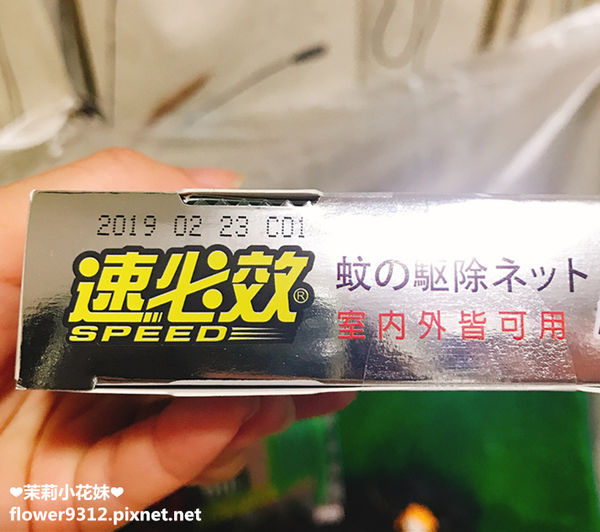 2019 02 23 C01
速必效®
SPEED
蚊の駆除ネット
室内外皆可用
❤茉莉小花妹❤
flower9312.pixnet.net